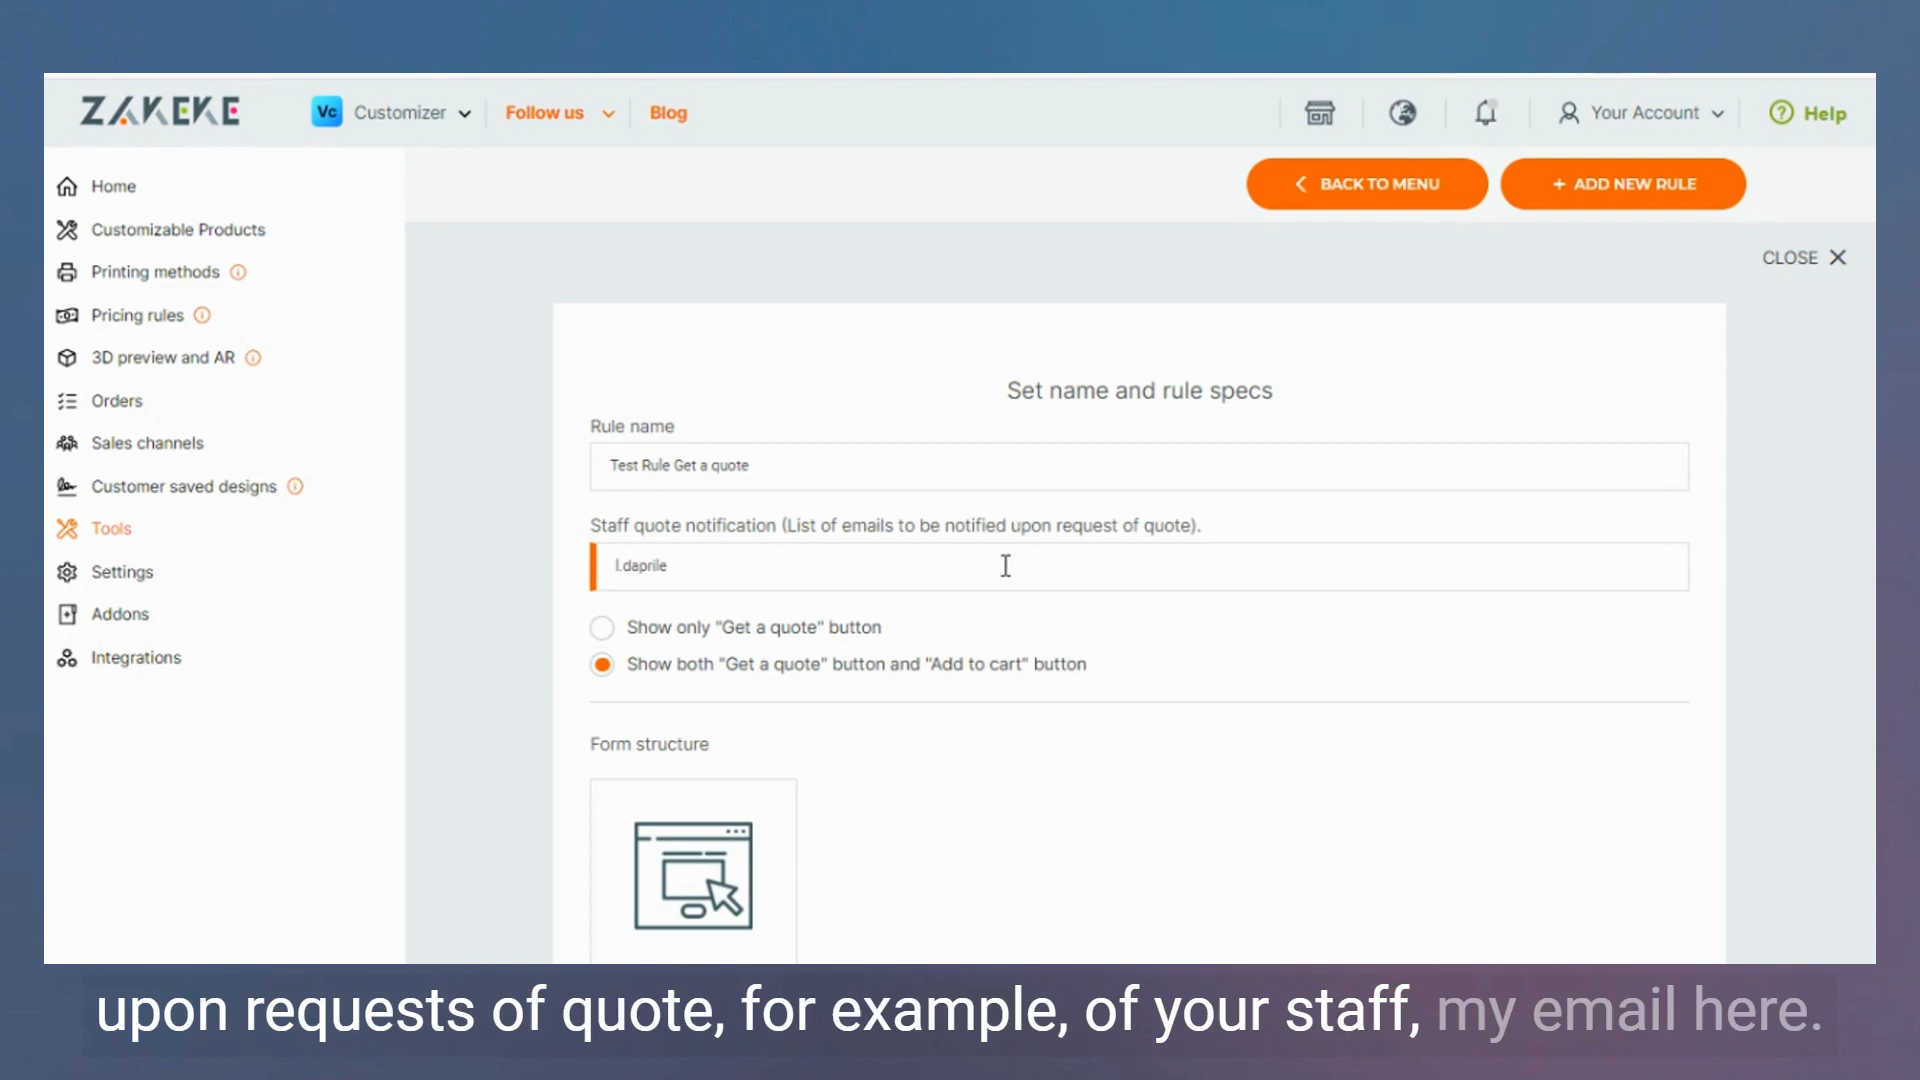 ZAKEKE
Vc Customizer
Follow us
Blog
Your Account
Help
BACK TO MENU
+ ADD NEW RULE
CLOSE
Home
Customizable Products
Printing methods
Pricing rules
3D preview and AR
Orders
Sales channels
Customer saved designs
Tools
Settings
Addons
Integrations
Set name and rule specs
Rule name
Test Rule Get a quote
Staff quote notification (List of emails to be notified upon request of quote).
l.daprile
Show only "Get a quote" button
Show both "Get a quote" button and "Add to cart" button
Form structure
upon requests of quote, for example, of your staff, my email here.